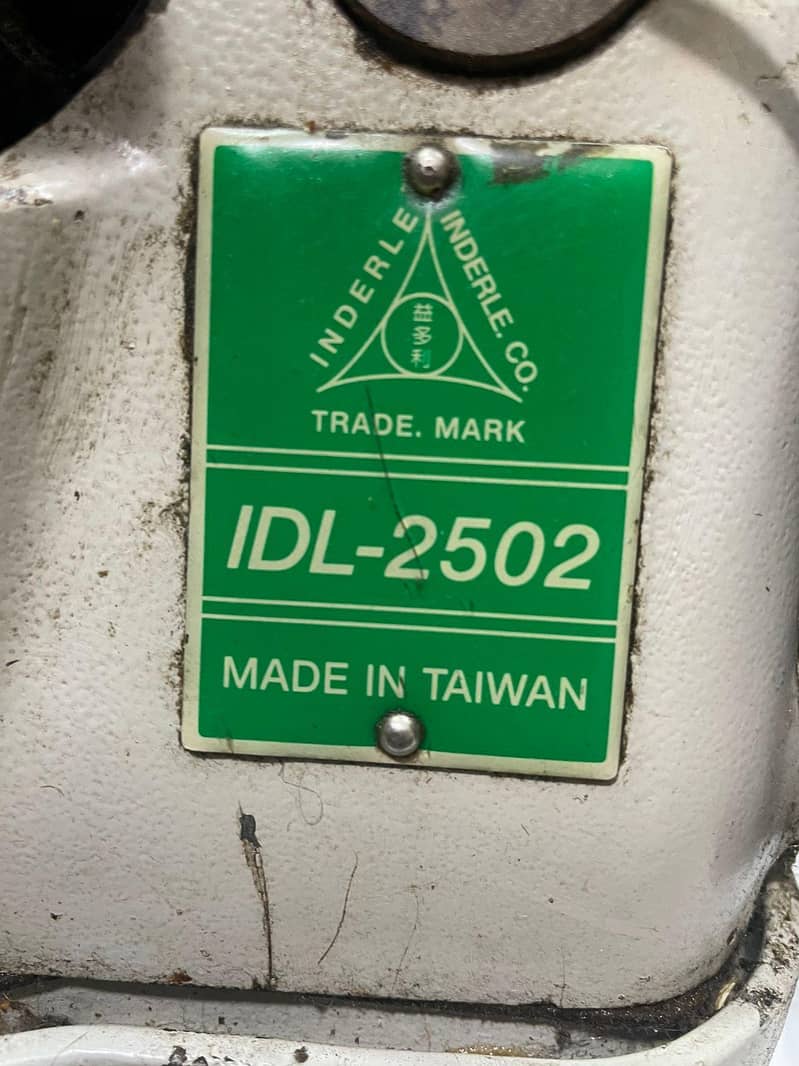 INDERLE
INDERLE. CO.
益多利
TRADE. MARK
IDL-2502
MADE IN TAIWAN